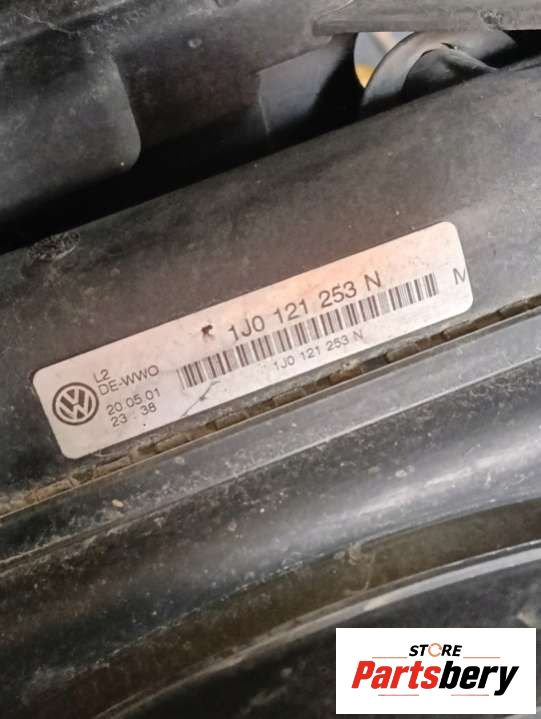 1J0 121 253 N
M
1J0 121 253 N
L2
DE-WWO
20.05.01
23:38
STORE
Partsbery